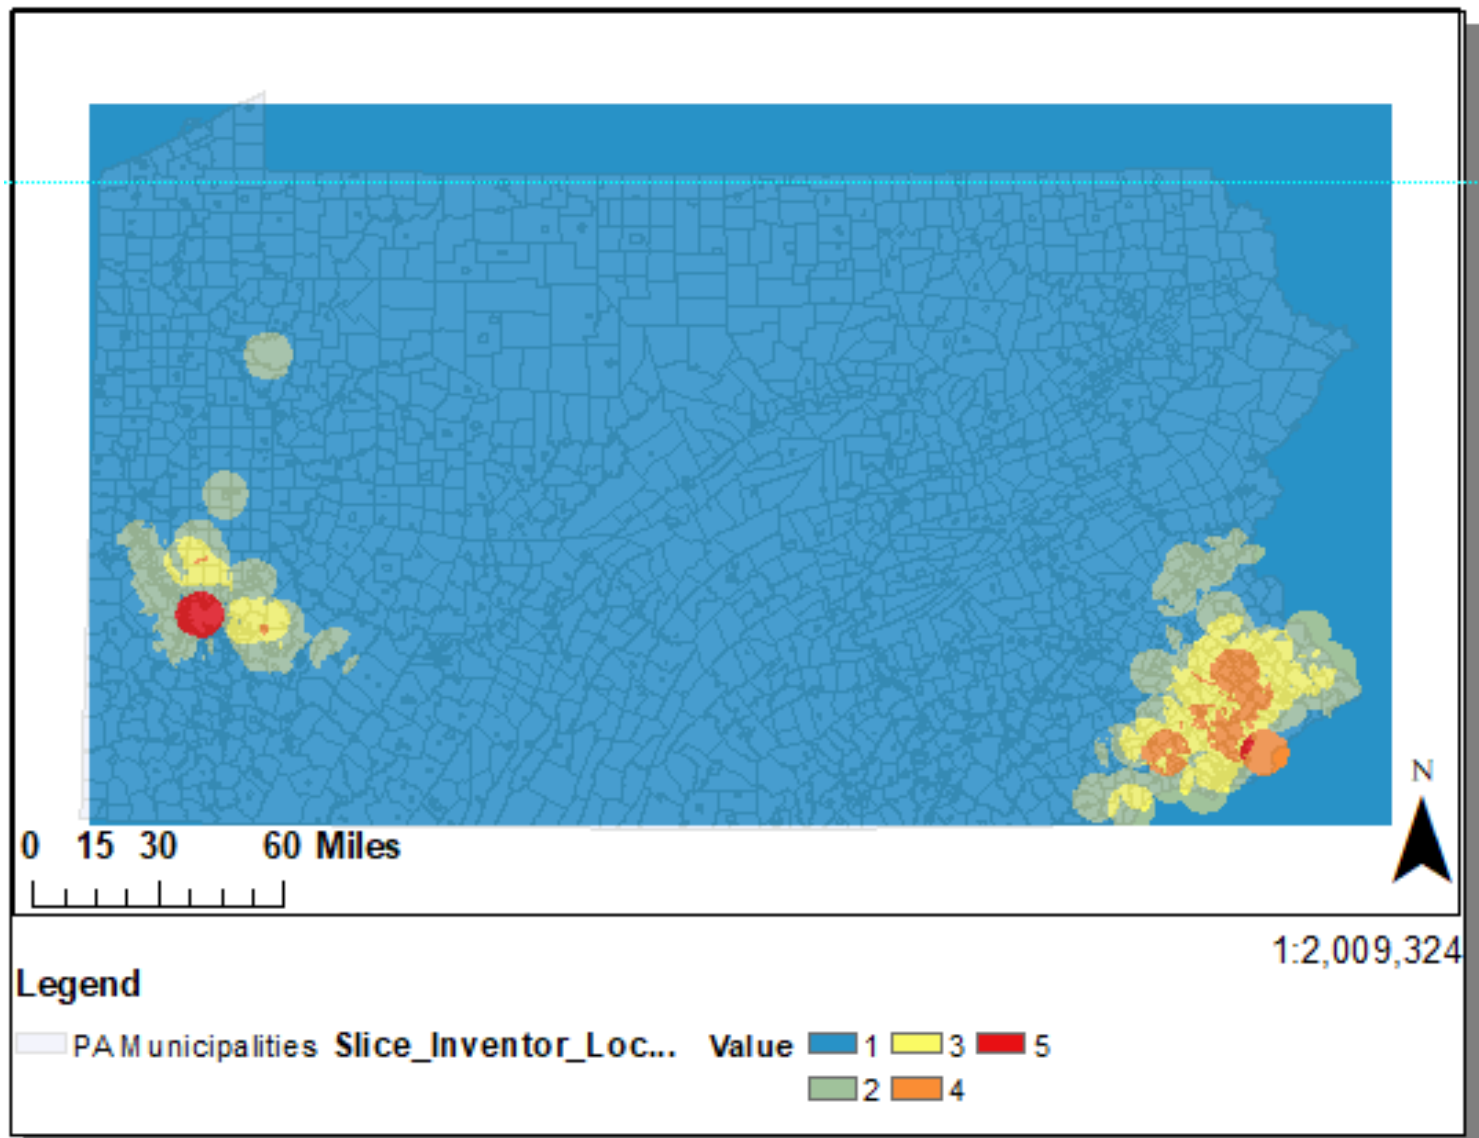 N
0 15 30 60 Miles
1:2,009,324
Legend
PA Municipalities Slice_Inventor_Loc... Value 1 3 5
2 4